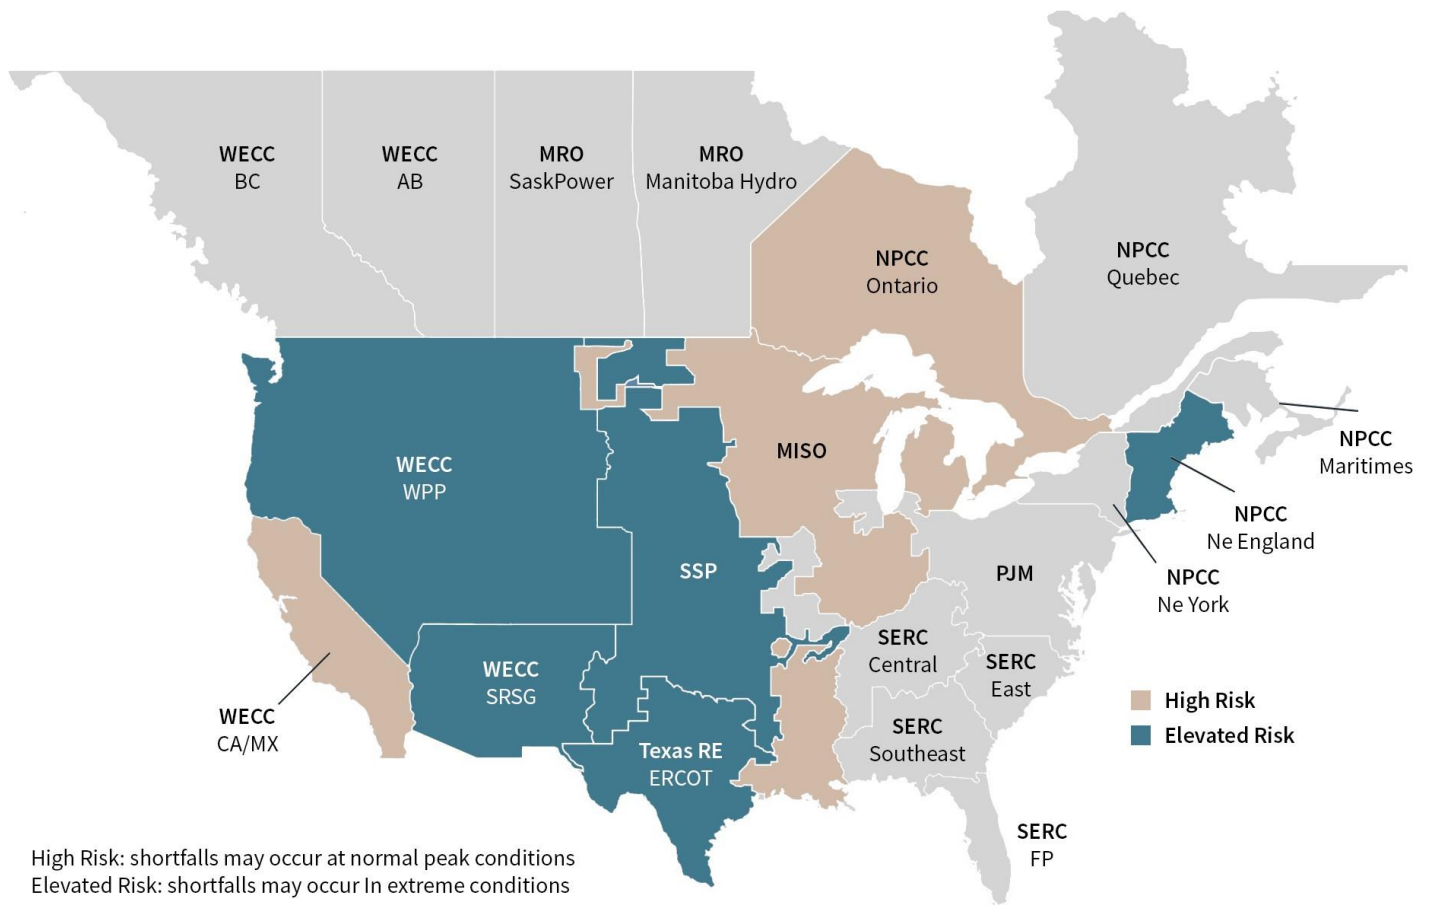 WECC
BC
WECC
AB
MRO
SaskPower
MRO
Manitoba Hydro
NPCC
Ontario
NPCC
Quebec
NPCC
Maritimes
WECC
WPP
MISO
NPCC
Ne England
SSP
PJM
NPCC
Ne York
SERC
Central
SERC
East
WECC
SRSG
WECC
CA/MX
SERC
Southeast
Texas RE
ERCOT
High Risk
Elevated Risk
SERC
FP
High Risk: shortfalls may occur at normal peak conditions
Elevated Risk: shortfalls may occur In extreme conditions